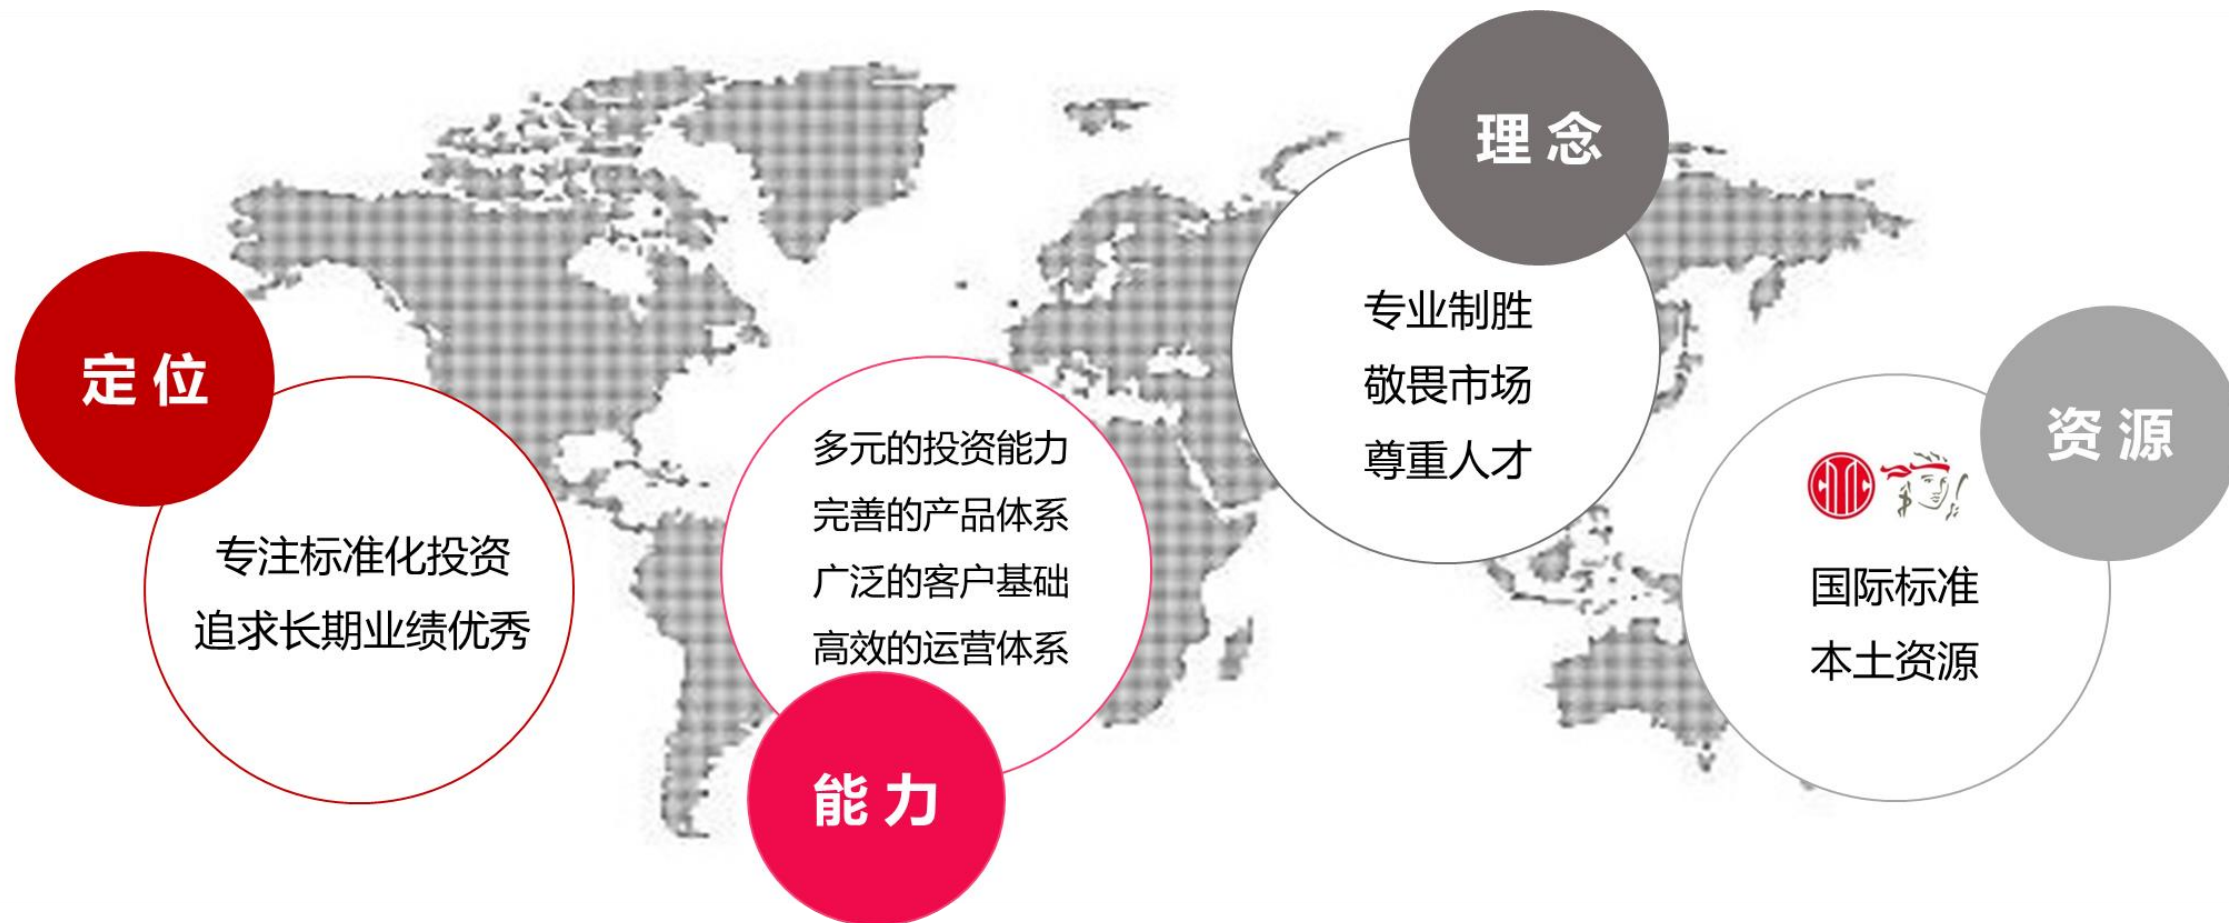 定位
专注标准化投资
追求长期业绩优秀
多元的投资能力
完善的产品体系
广泛的客户基础
高效的运营体系
能力
理念
专业制胜
敬畏市场
尊重人才
资源
国际标准
本土资源